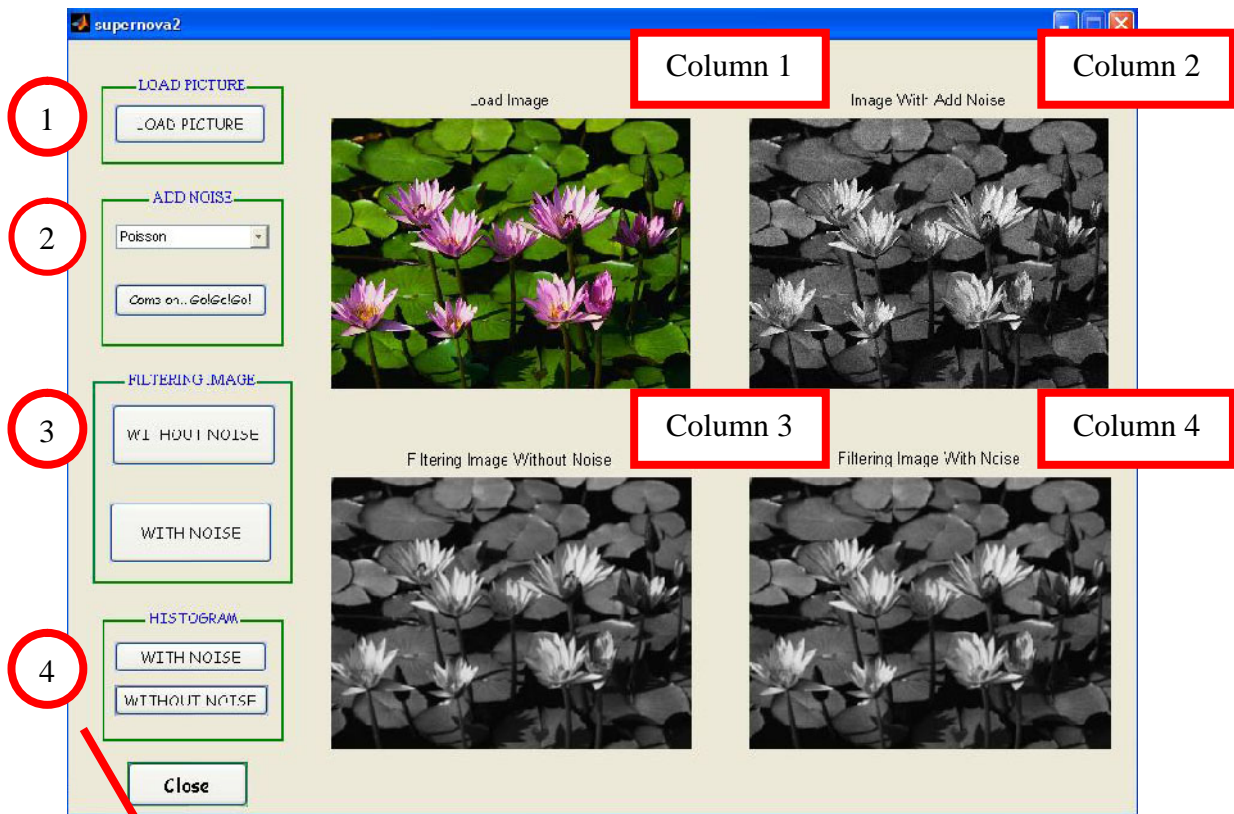 supernova2
Column 1
Column 2
1
LOAD PICTURE
LOAD PICTURE
Load Image
Image With Add Noise
2
ADD NOISE
Poisson
Come on..Go!Go!Go!
3
FILTERING IMAGE
WITHOUT NOISE
WITH NOISE
Column 3
Column 4
Filtering Image Without Noise
Filtering Image With Noise
4
HISTOGRAM
WITH NOISE
WITHOUT NOISE
Close